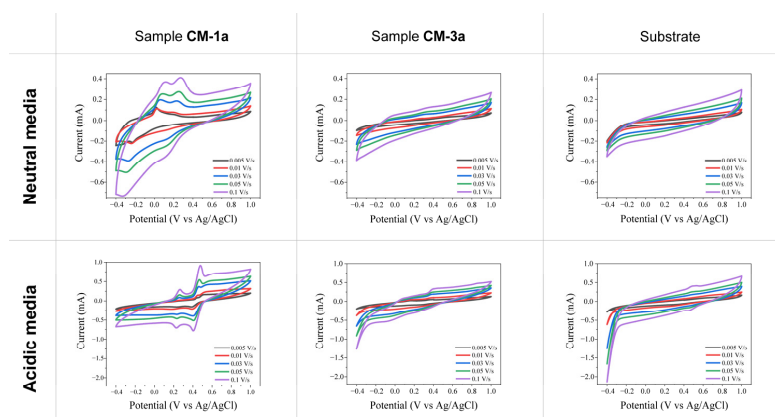 Sample CM-1a
Sample CM-3a
Substrate
Neutral media
0.4
0.2
0.0
−0.2
−0.4
−0.6
Current (mA)
−0.4 −0.2 0.0 0.2 0.4 0.6 0.8 1.0
Potential (V vs Ag/AgCl)
0.005 V/s
0.01 V/s
0.03 V/s
0.05 V/s
0.1 V/s
0.4
0.2
0.0
−0.2
−0.4
−0.6
Current (mA)
−0.4 −0.2 0.0 0.2 0.4 0.6 0.8 1.0
Potential (V vs Ag/AgCl)
0.005 V/s
0.01 V/s
0.03 V/s
0.05 V/s
0.1 V/s
0.4
0.2
0.0
−0.2
−0.4
−0.6
Current (mA)
−0.4 −0.2 0.0 0.2 0.4 0.6 0.8 1.0
Potential (V vs Ag/AgCl)
0.005 V/s
0.01 V/s
0.03 V/s
0.05 V/s
0.1 V/s
Acidic media
1.0
0.5
0.0
−0.5
−1.0
−1.5
−2.0
Current (mA)
−0.4 −0.2 0.0 0.2 0.4 0.6 0.8 1.0
Potential (V vs Ag/AgCl)
0.005 V/s
0.01 V/s
0.03 V/s
0.05 V/s
0.1 V/s
1.0
0.5
0.0
−0.5
−1.0
−1.5
−2.0
Current (mA)
−0.4 −0.2 0.0 0.2 0.4 0.6 0.8 1.0
Potential (V vs Ag/AgCl)
0.005 V/s
0.01 V/s
0.03 V/s
0.05 V/s
0.1 V/s
1.0
0.5
0.0
−0.5
−1.0
−1.5
−2.0
Current (mA)
−0.4 −0.2 0.0 0.2 0.4 0.6 0.8 1.0
Potential (V vs Ag/AgCl)
0.005 V/s
0.01 V/s
0.03 V/s
0.05 V/s
0.1 V/s